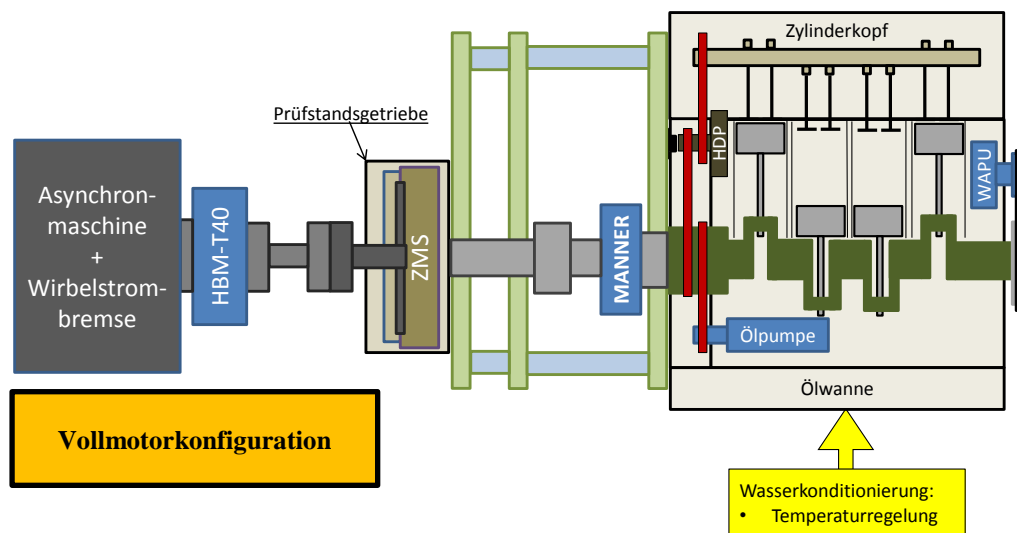 Zylinderkopf
Prüfstandsgetriebe
HDP
WAPU
Asynchron-
maschine
+
Wirbelstrom-
bremse
HBM-T40
ZMS
MANNER
Ölpumpe
Ölwanne
Vollmotorkonfiguration
Wasserkonditionierung:
• Temperaturregelung